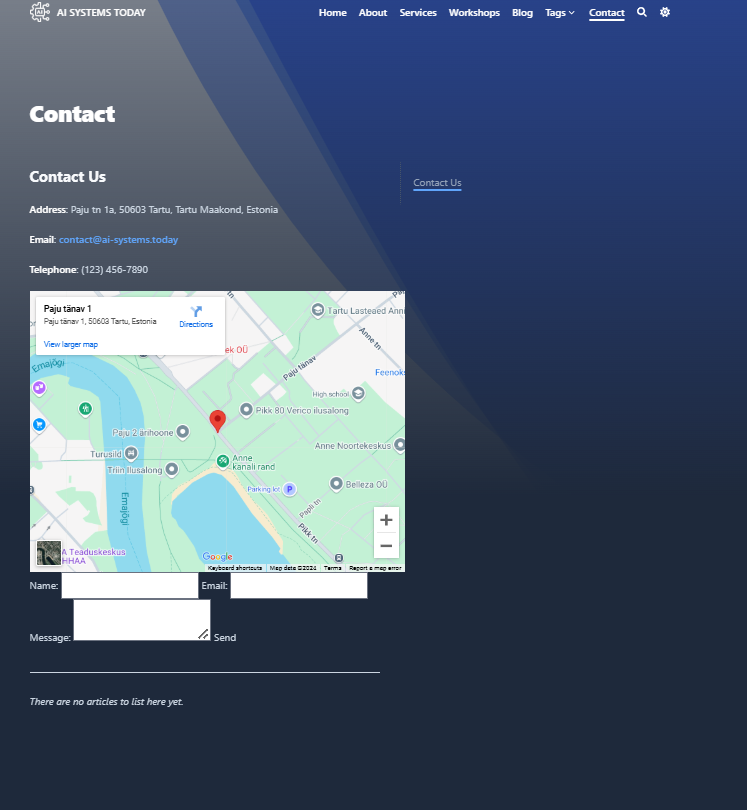 AI SYSTEMS TODAY
Home About Services Workshops Blog Tags Contact
Contact
Contact Us
Contact Us
Address: Paju tn 1a, 50603 Tartu, Tartu Maakond, Estonia
Email: contact@ai-systems.today
Telephone: (123) 456-7890
Paju tänav 1
Paju tänav 1, 50603 Tartu, Estonia
Directions
View larger map
Tartu Lasteaed Anni
Anne tn
ek OÜ
Paju tänav
Feenoks
Emajõgi
High school
Pikk 80 Venco ilusalong
Paju 2 ärihoone
Anne Noortekeskus
Turusild
Triin Ilusalong
Anne
kanali rand
Belleza OÜ
Parking lot
P
Emajõgi
Papli tn
Pikk tn
A Teaduskeskus
HHAA
Google
Keyboard shortcuts Map data ©2024 Terms Report a map error
Name: Email:
Message: Send
There are no articles to list here yet.